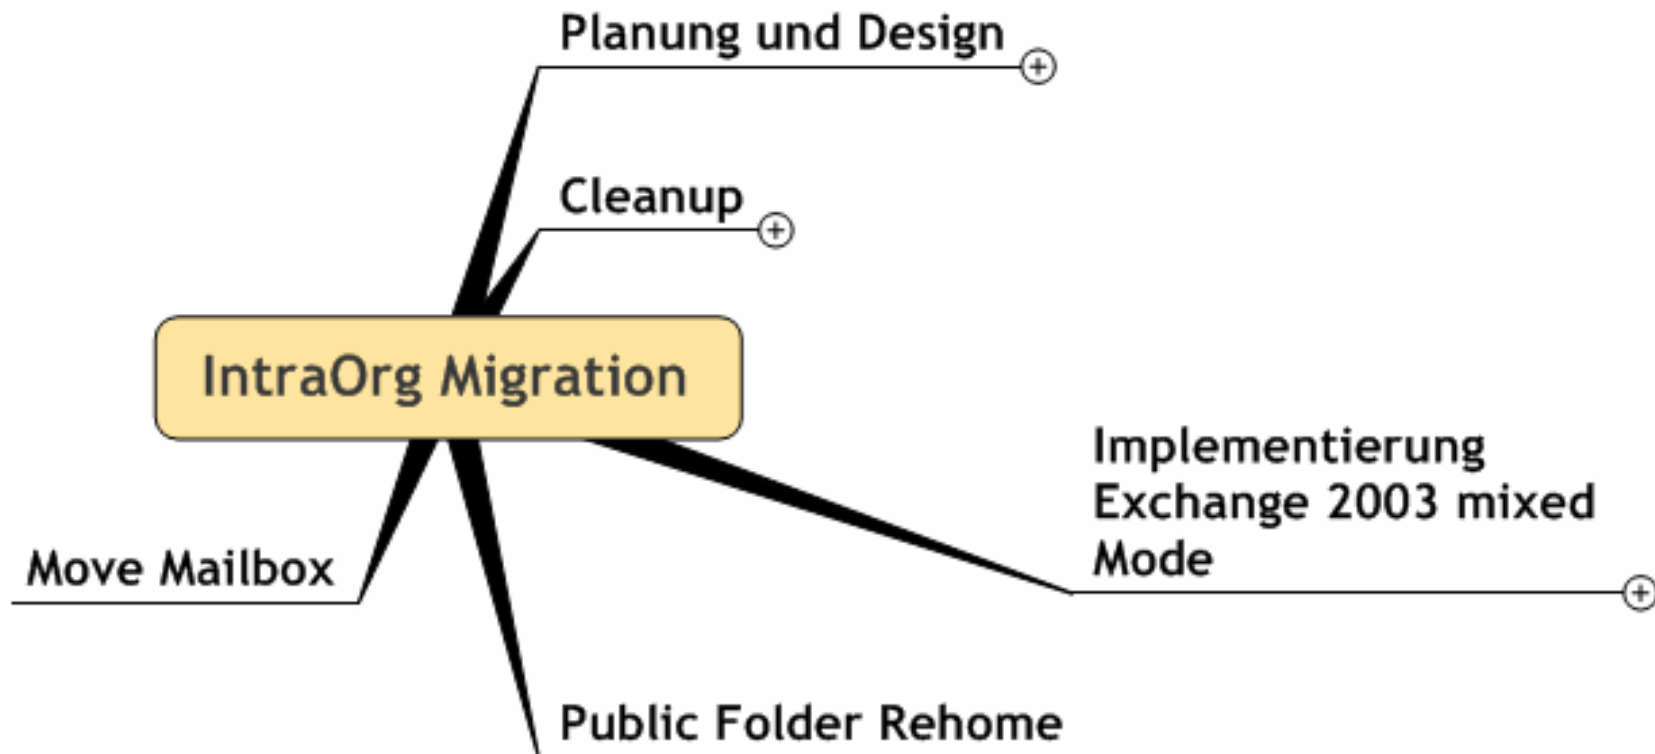 Planung und Design
Cleanup
IntraOrg Migration
Implementierung
Exchange 2003 mixed
Mode
Move Mailbox
Public Folder Rehome